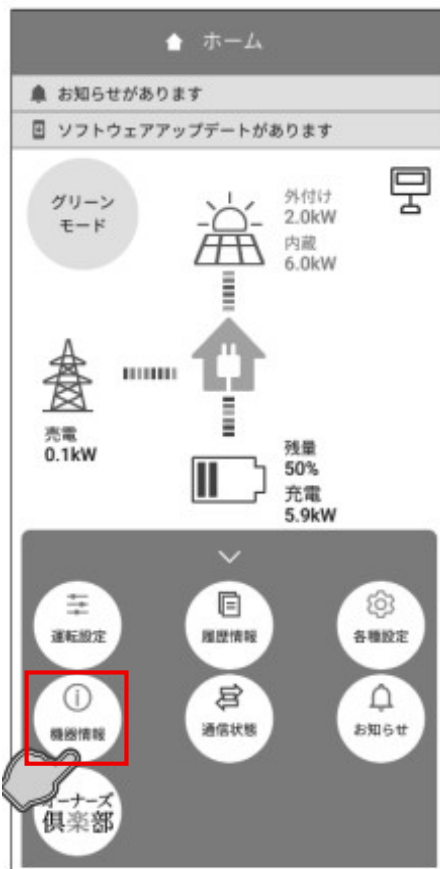 ホーム
お知らせがあります
ソフトウェアアップデートがあります
グリーン
モード
外付け
2.0kW
内蔵
6.0kW
売電
0.1kW
残量
50%
充電
5.9kW
運転設定
履歴情報
各種設定
機器情報
通信状態
お知らせ
オーナーズ
倶楽部